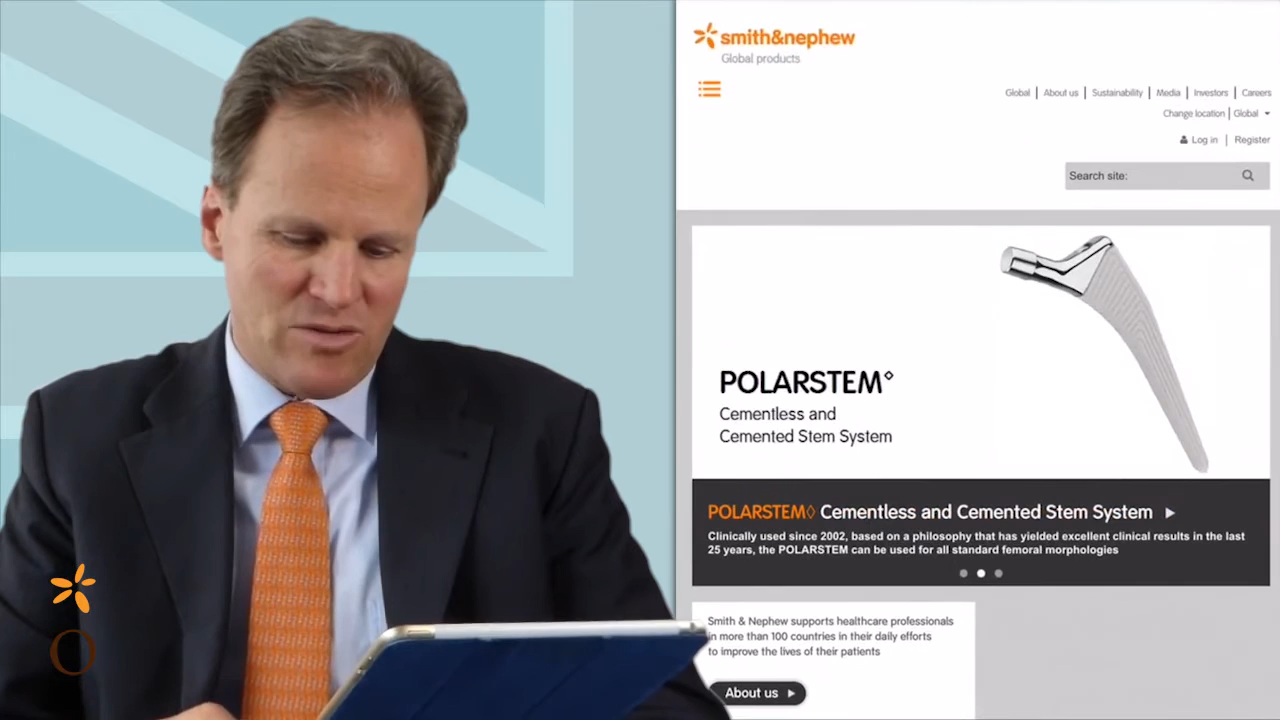 smith&nephew
Global products
Global | About us | Sustainability | Media | Investors | Careers
Change location | Global
Log in | Register
Search site:
POLARSTEM◊
Cementless and
Cemented Stem System
POLARSTEM◊ Cementless and Cemented Stem System
Clinically used since 2002, based on a philosophy that has yielded excellent clinical results in the last
25 years, the POLARSTEM can be used for all standard femoral morphologies
Smith & Nephew supports healthcare professionals
in more than 100 countries in their daily efforts
to improve the lives of their patients
About us
O